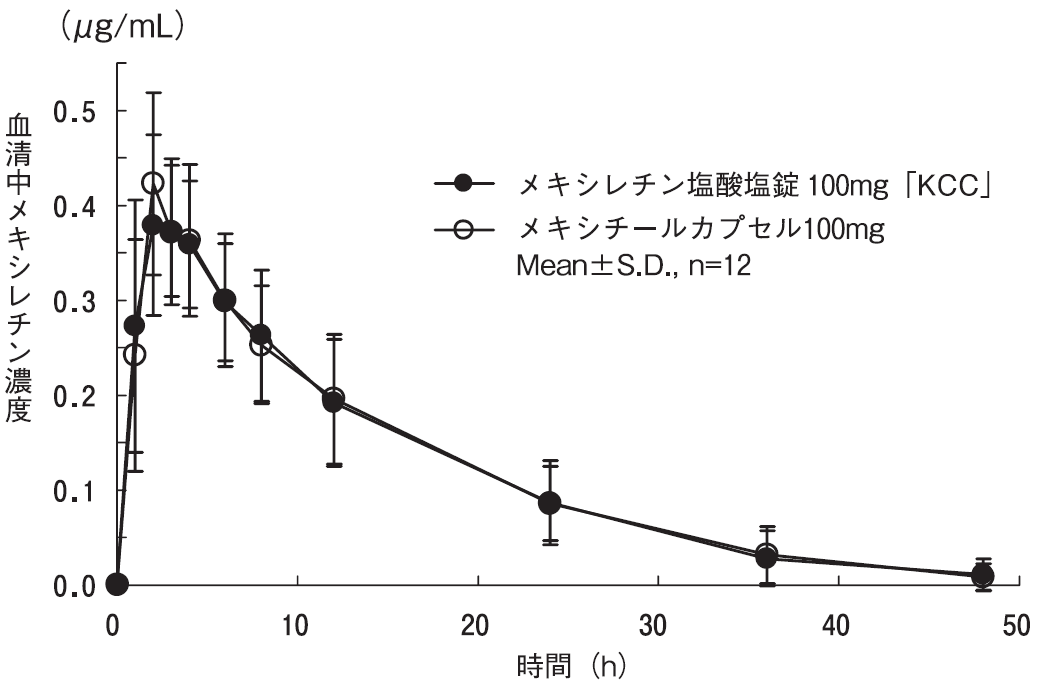 (μg/mL)
血清中メキシレチン濃度
0.5
0.4
0.3
0.2
0.1
0.0
メキシレチン塩酸塩錠 100mg「KCC」
メキシチールカプセル100mg
Mean±S.D., n=12
0 10 20 30 40 50
時間 (h)